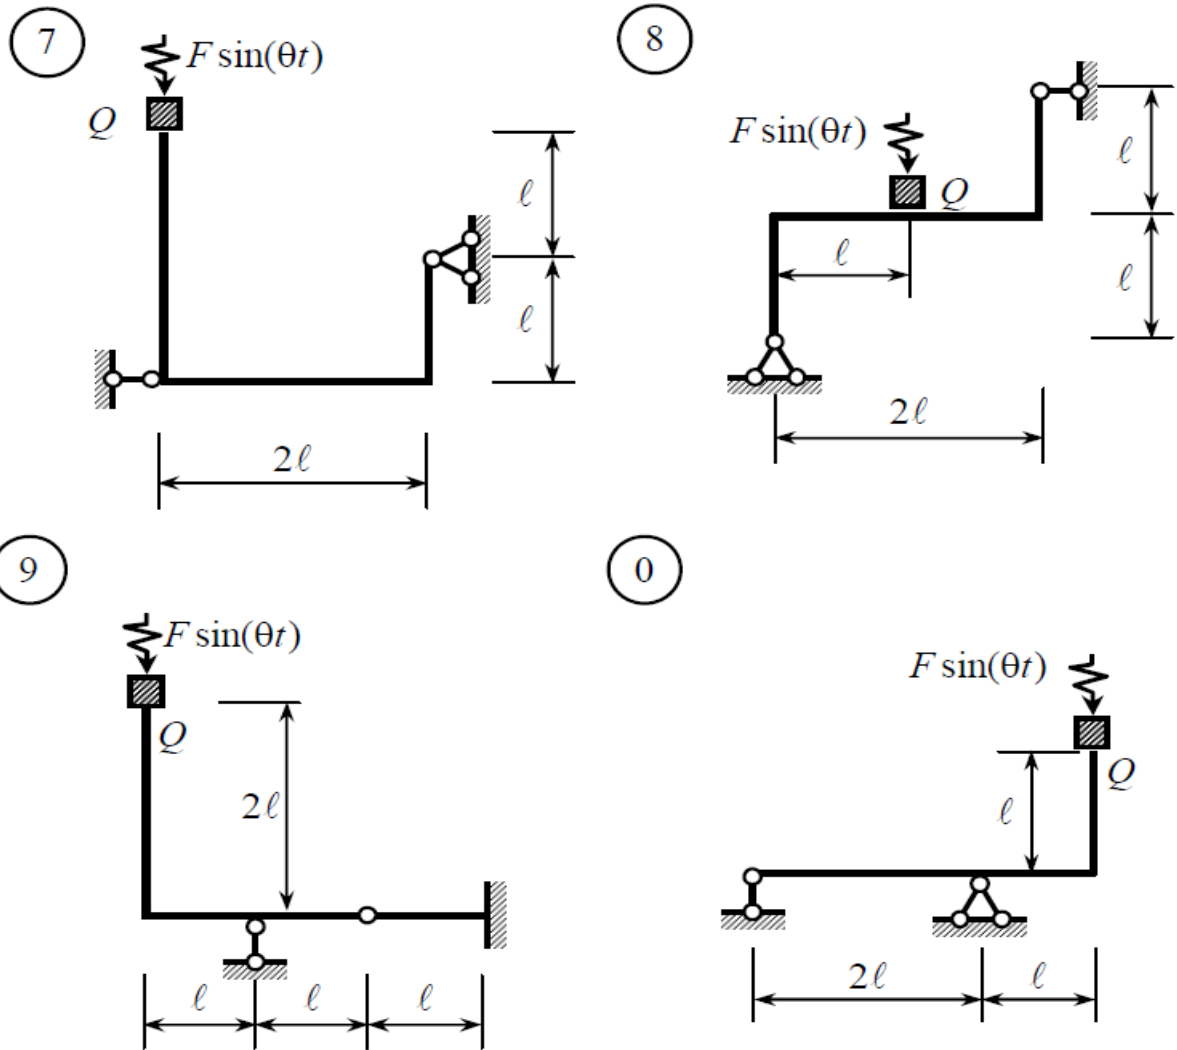 7
F sin(θt)
Q
ℓ
ℓ
2ℓ
8
F sin(θt)
Q
ℓ
ℓ
ℓ
2ℓ
9
F sin(θt)
Q
2ℓ
ℓ ℓ ℓ
0
F sin(θt)
Q
ℓ
2ℓ ℓ